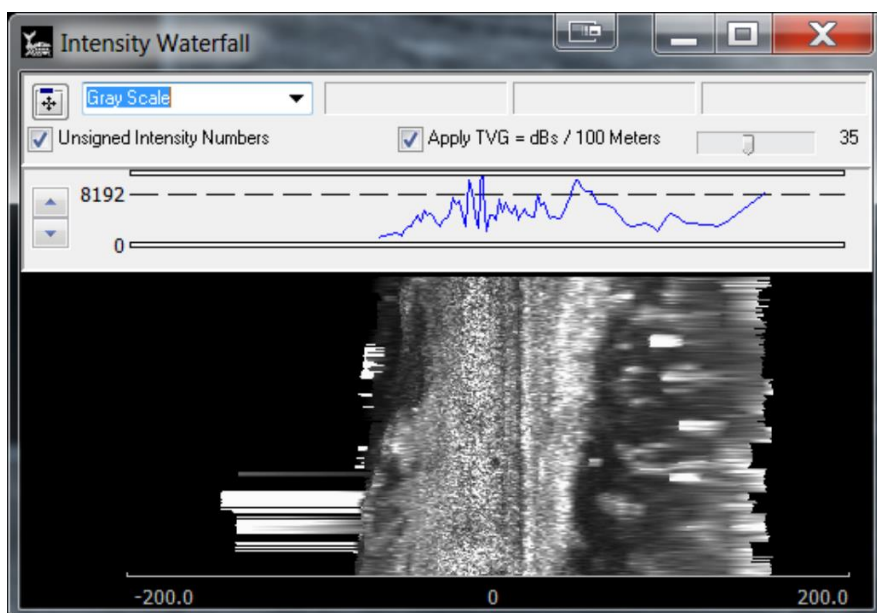 Intensity Waterfall
Gray Scale
Unsigned Intensity Numbers
Apply TVG = dBs / 100 Meters
35
8192
0
-200.0
0
200.0